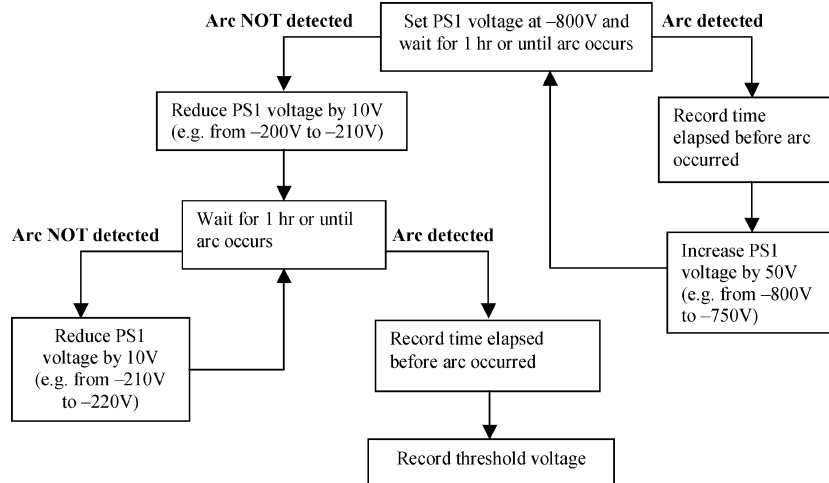 Arc NOT detected
Set PS1 voltage at –800V and
wait for 1 hr or until arc occurs
Arc detected
Reduce PS1 voltage by 10V
(e.g. from –200V to –210V)
Record time
elapsed before arc
occurred
Arc NOT detected
Wait for 1 hr or until
arc occurs
Arc detected
Increase PS1
voltage by 50V
(e.g. from –800V
to –750V)
Reduce PS1
voltage by 10V
(e.g. from –210V
to –220V)
Record time elapsed
before arc occurred
Record threshold voltage